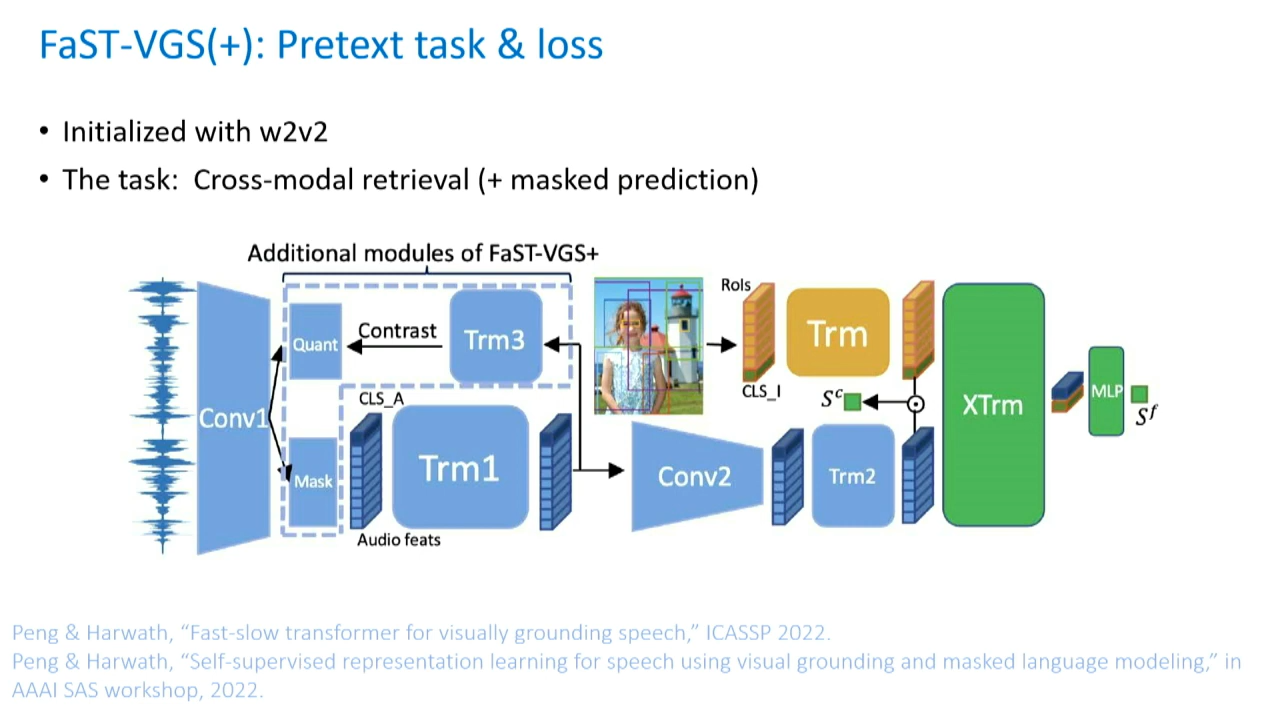 FaST-VGS(+): Pretext task & loss
• Initialized with w2v2
• The task: Cross-modal retrieval (+ masked prediction)
Additional modules of FaST-VGS+
Conv1
Quant
Contrast
Trm3
Mask
CLS_A
Trm1
Audio feats
RoIs
CLS_I
Trm
S^c
Conv2
Trm2
XTrm
MLP
S^f
Peng & Harwath, “Fast-slow transformer for visually grounding speech,” ICASSP 2022.
Peng & Harwath, “Self-supervised representation learning for speech using visual grounding and masked language modeling,” in
AAAI SAS workshop, 2022.